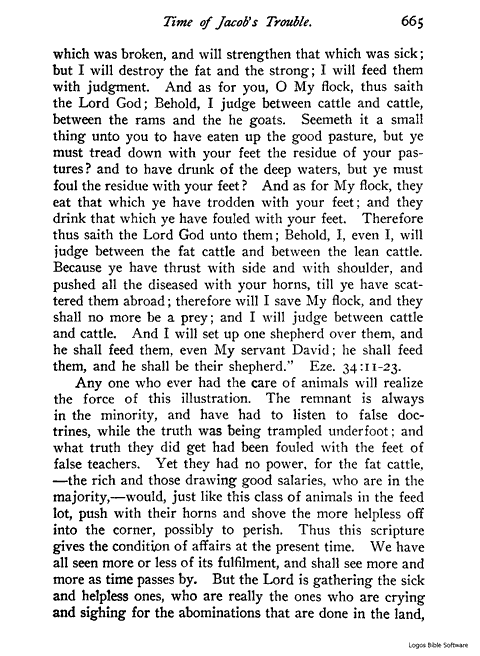 Time of Jacob's Trouble. 665
which was broken, and will strengthen that which was sick;
but I will destroy the fat and the strong; I will feed them
with judgment. And as for you, O My flock, thus saith
the Lord God; Behold, I judge between cattle and cattle,
between the rams and the he goats. Seemeth it a small
thing unto you to have eaten up the good pasture, but ye
must tread down with your feet the residue of your pas-
tures? and to have drunk of the deep waters, but ye must
foul the residue with your feet? And as for My flock, they
eat that which ye have trodden with your feet; and they
drink that which ye have fouled with your feet. Therefore
thus saith the Lord God unto them; Behold, I, even I, will
judge between the fat cattle and between the lean cattle.
Because ye have thrust with side and with shoulder, and
pushed all the diseased with your horns, till ye have scat-
tered them abroad; therefore will I save My flock, and they
shall no more be a prey; and I will judge between cattle
and cattle. And I will set up one shepherd over them, and
he shall feed them, even My servant David; he shall feed
them, and he shall be their shepherd." Eze. 34:11-23.
Any one who ever had the care of animals will realize
the force of this illustration. The remnant is always
in the minority, and have had to listen to false doc-
trines, while the truth was being trampled underfoot; and
what truth they did get had been fouled with the feet of
false teachers. Yet they had no power, for the fat cattle,
—the rich and those drawing good salaries, who are in the
majority,—would, just like this class of animals in the feed
lot, push with their horns and shove the more helpless off
into the corner, possibly to perish. Thus this scripture
gives the condition of affairs at the present time. We have
all seen more or less of its fulfilment, and shall see more and
more as time passes by. But the Lord is gathering the sick
and helpless ones, who are really the ones who are crying
and sighing for the abominations that are done in the land,
Logos Bible Software